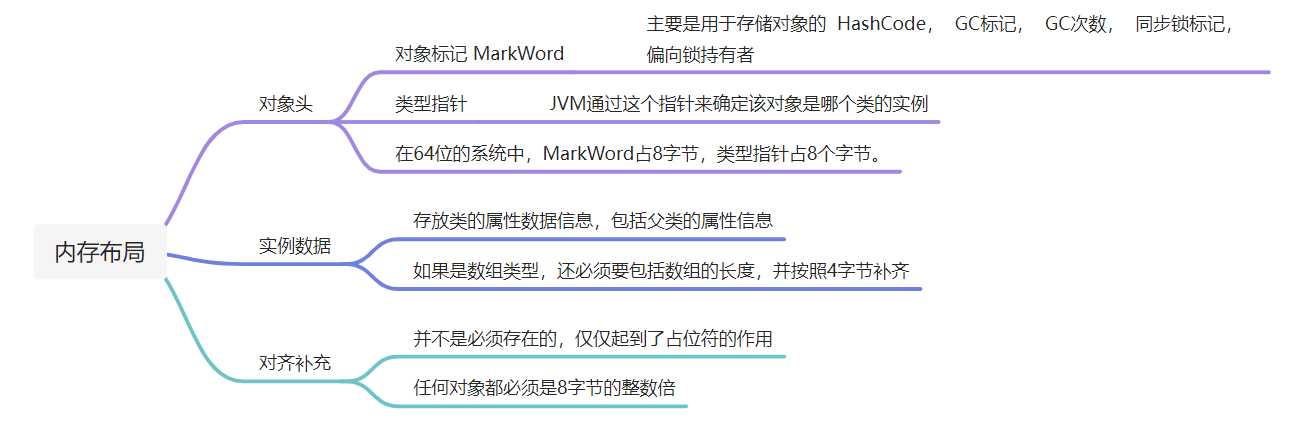 内存布局
对象头
对象标记 MarkWord
主要是用于存储对象的 HashCode， GC标记， GC次数， 同步锁标记，
偏向锁持有者
类型指针
JVM通过这个指针来确定该对象是哪个类的实例
在64位的系统中，MarkWord占8字节，类型指针占8个字节。
实例数据
存放类的属性数据信息，包括父类的属性信息
如果是数组类型，还必须要包括数组的长度，并按照4字节补齐
对齐补充
并不是必须存在的，仅仅起到了占位符的作用
任何对象都必须是8字节的整数倍